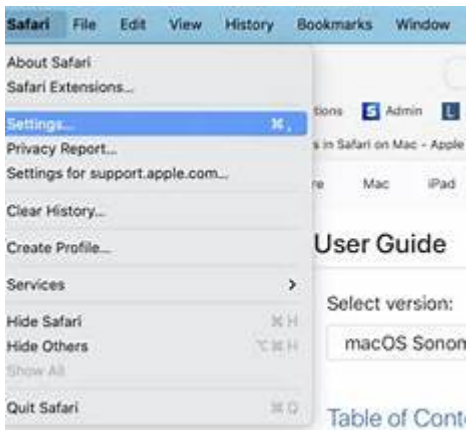 Safari File Edit View History Bookmarks Window
About Safari
Safari Extensions...
Settings... ⌘ ,
Privacy Report...
Settings for support.apple.com...
Clear History...
Create Profile...
Services >
Hide Safari ⌘ H
Hide Others ⌥ ⌘ H
Show All
Quit Safari ⌘ Q
tions S Admin L
s in Safari on Mac - Apple
re Mac iPad
User Guide
Select version:
macOS Sonom
Table of Conte